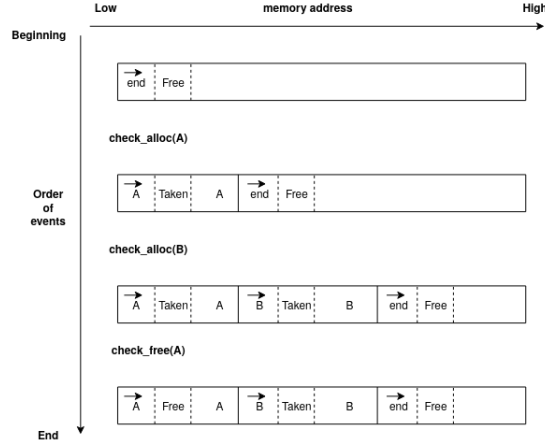 Low memory address High
Beginning
end Free
check_alloc(A)
A Taken A end Free
Order
of
events
check_alloc(B)
A Taken A B Taken B end Free
check_free(A)
A Free A B Taken B end Free
End